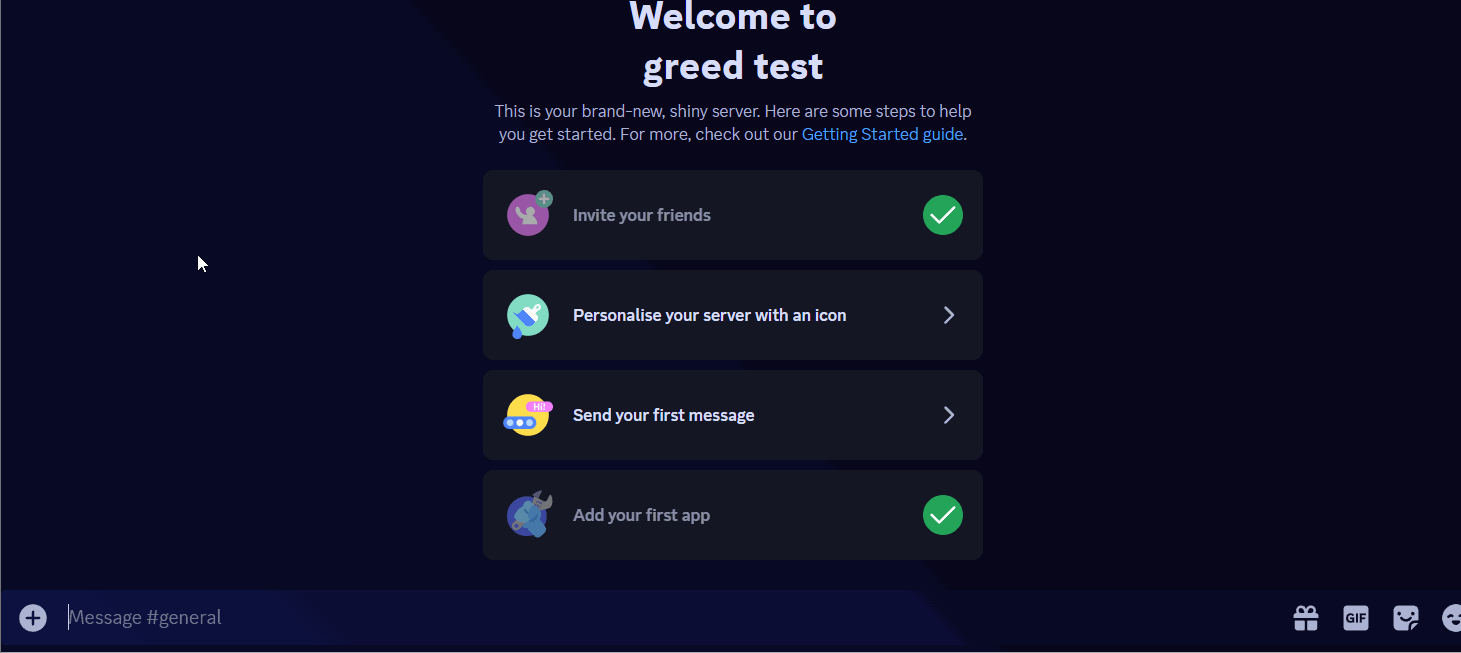 Welcome to
greed test
This is your brand-new, shiny server. Here are some steps to help
you get started. For more, check out our Getting Started guide.
Invite your friends
Personalise your server with an icon
Hi!
Send your first message
Add your first app
Message #general
GIF